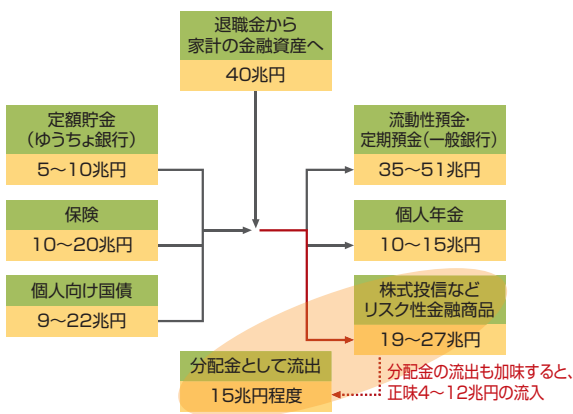 退職金から
家計の金融資産へ
40兆円
定額貯金
（ゆうちょ銀行）
5～10兆円
保険
10～20兆円
個人向け国債
9～22兆円
流動性預金・
定期預金（一般銀行）
35～51兆円
個人年金
10～15兆円
株式投信など
リスク性金融商品
19～27兆円
分配金として流出
15兆円程度
分配金の流出も加味すると、
正味4～12兆円の流入